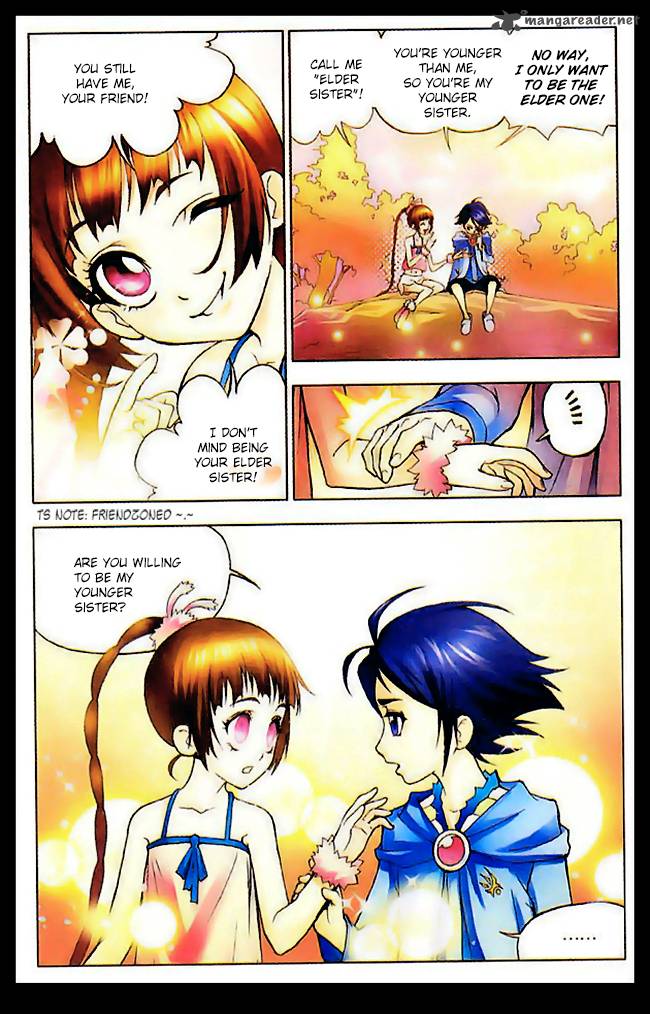 mangareader.net
YOU STILL
HAVE ME,
YOUR FRIEND!
I DON'T
MIND BEING
YOUR ELDER
SISTER!
CALL ME
"ELDER
SISTER"!
YOU'RE YOUNGER
THAN ME,
SO YOU'RE MY
YOUNGER
SISTER.
NO WAY,
I ONLY WANT
TO BE THE
ELDER ONE!
TS NOTE: FRIENDZONED ~.~
ARE YOU WILLING
TO BE MY
YOUNGER
SISTER?
......